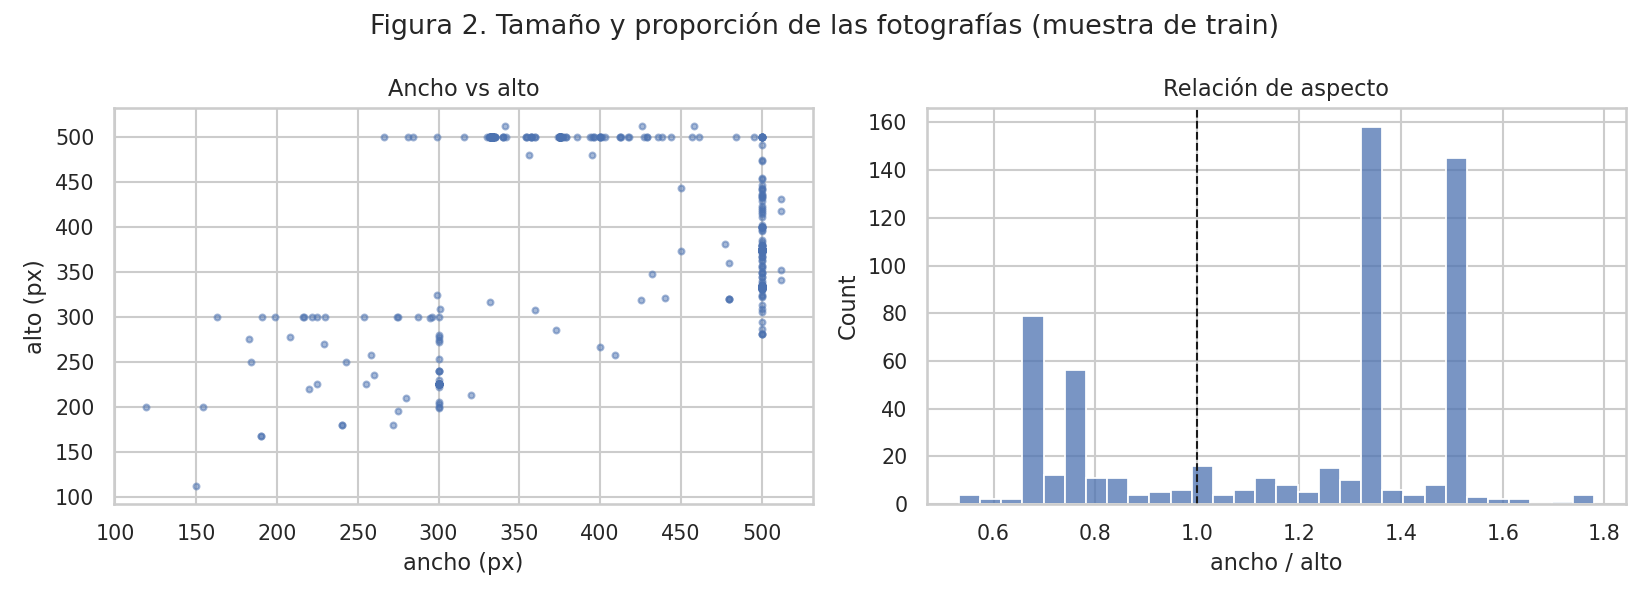 Figura 2. Tamaño y proporción de las fotografías (muestra de train)
Ancho vs alto
alto (px)
500
450
400
350
300
250
200
150
100
100 150 200 250 300 350 400 450 500
ancho (px)
Relación de aspecto
Count
160
140
120
100
80
60
40
20
0
0.6 0.8 1.0 1.2 1.4 1.6 1.8
ancho / alto